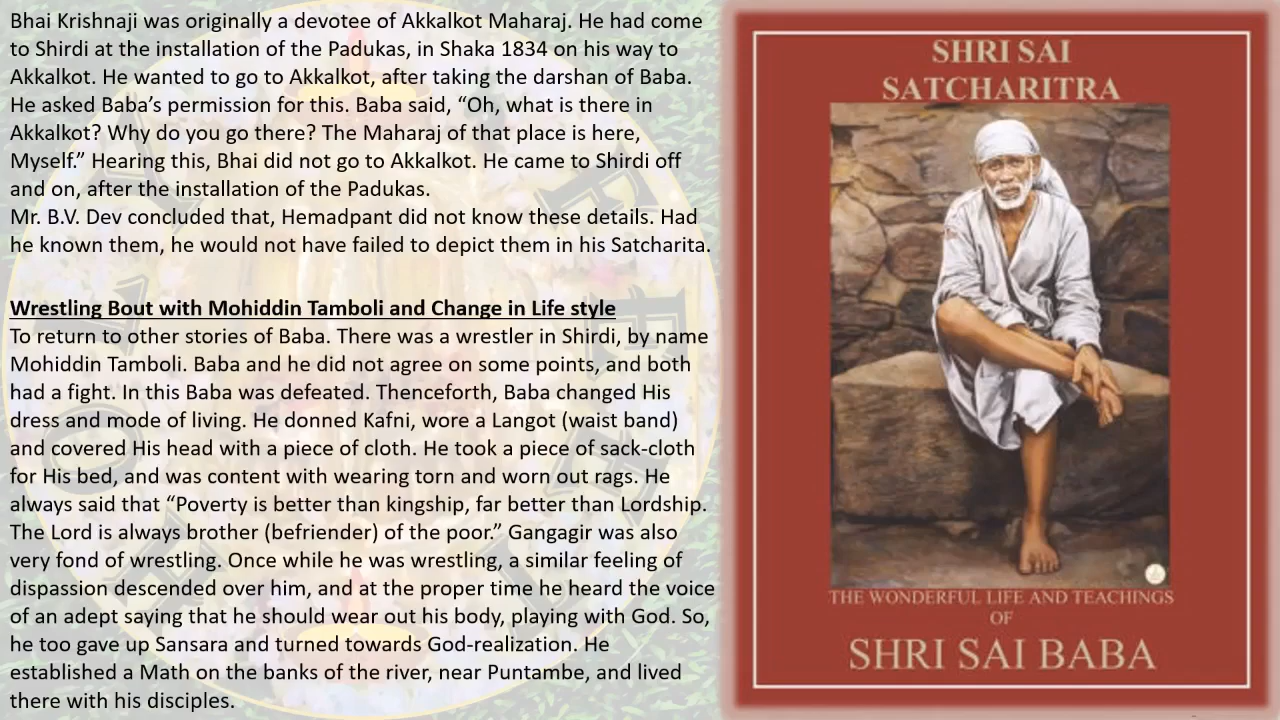 Bhai Krishnaji was originally a devotee of Akkalkot Maharaj. He had come
to Shirdi at the installation of the Padukas, in Shaka 1834 on his way to
Akkalkot. He wanted to go to Akkalkot, after taking the darshan of Baba.
He asked Baba’s permission for this. Baba said, “Oh, what is there in
Akkalkot? Why do you go there? The Maharaj of that place is here,
Myself.” Hearing this, Bhai did not go to Akkalkot. He came to Shirdi off
and on, after the installation of the Padukas.
Mr. B.V. Dev concluded that, Hemadpant did not know these details. Had
he known them, he would not have failed to depict them in his Satcharita.
Wrestling Bout with Mohiddin Tamboli and Change in Life style
To return to other stories of Baba. There was a wrestler in Shirdi, by name
Mohiddin Tamboli. Baba and he did not agree on some points, and both
had a fight. In this Baba was defeated. Thenceforth, Baba changed His
dress and mode of living. He donned Kafni, wore a Langot (waist band)
and covered His head with a piece of cloth. He took a piece of sack-cloth
for His bed, and was content with wearing torn and worn out rags. He
always said that “Poverty is better than kingship, far better than Lordship.
The Lord is always brother (befriender) of the poor.” Gangagir was also
very fond of wrestling. Once while he was wrestling, a similar feeling of
dispassion descended over him, and at the proper time he heard the voice
of an adept saying that he should wear out his body, playing with God. So,
he too gave up Sansara and turned towards God-realization. He
established a Math on the banks of the river, near Puntambe, and lived
there with his disciples.
SHRI SAI
SATCHARITRA
THE WONDERFUL LIFE AND TEACHINGS
OF
SHRI SAI BABA